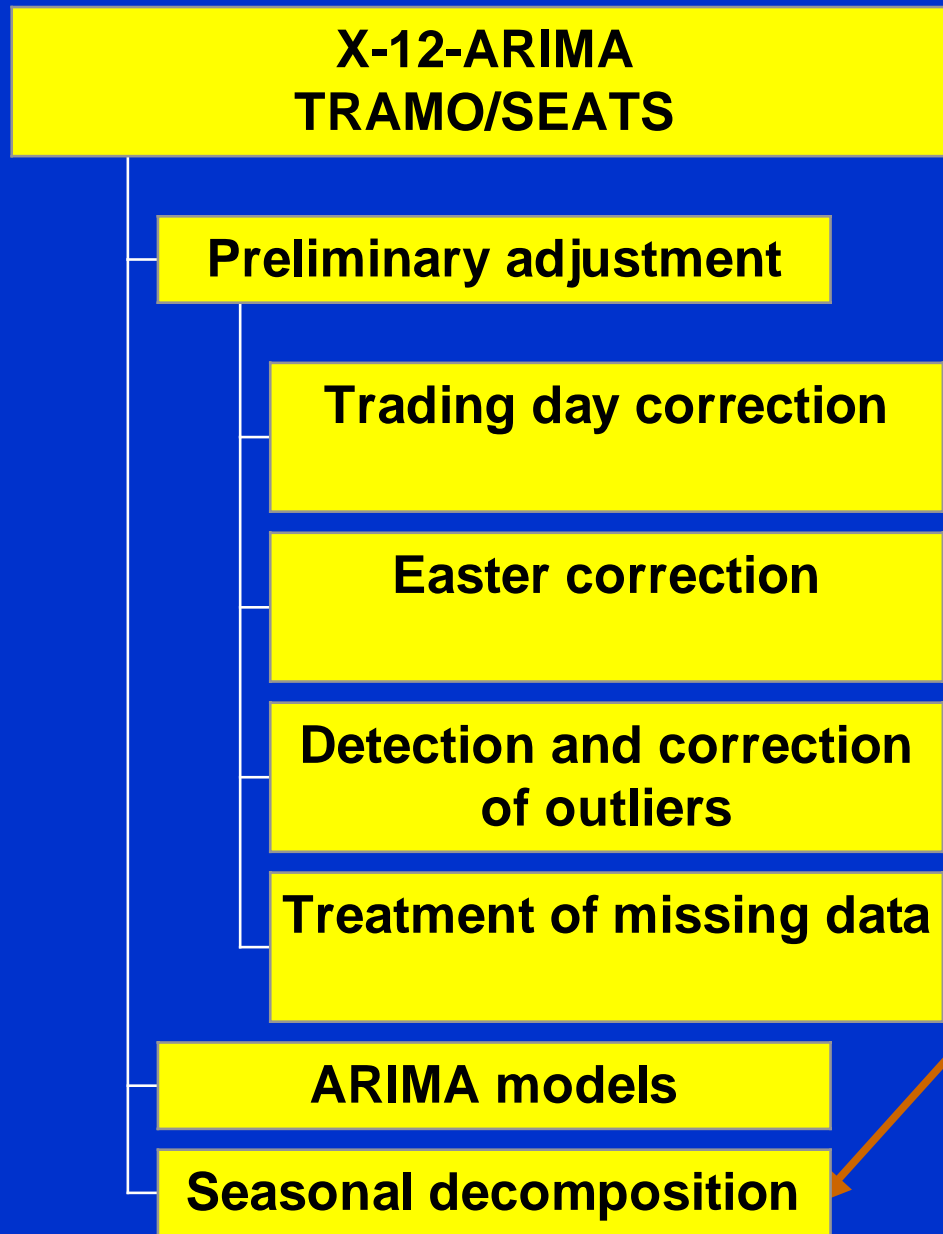 X-12-ARIMA
TRAMO/SEATS
Preliminary adjustment
Trading day correction
Easter correction
Detection and correction
of outliers
Treatment of missing data
ARIMA models
Seasonal decomposition